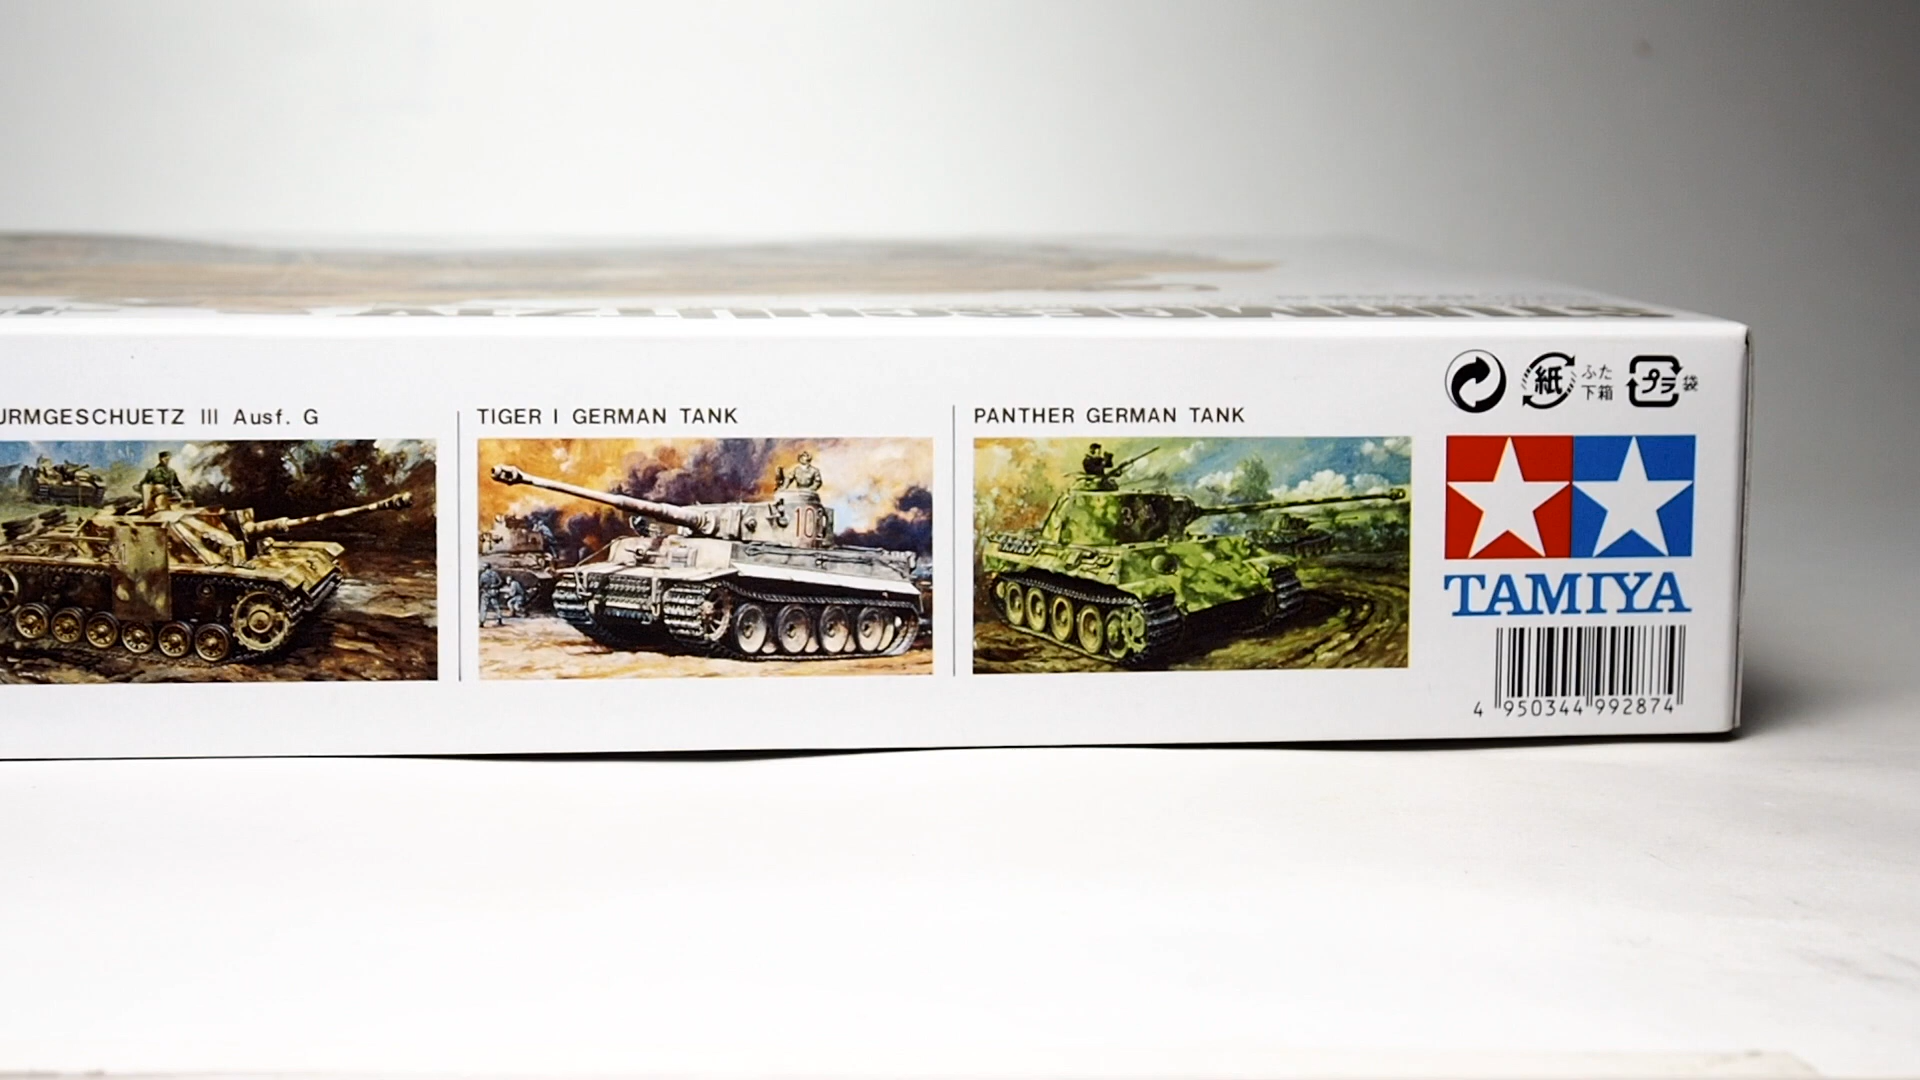 URMGESCHUETZ III Ausf. G
TIGER I GERMAN TANK
PANTHER GERMAN TANK
紙
ふた
下箱
プラ
袋
TAMIYA
4 950344 992874